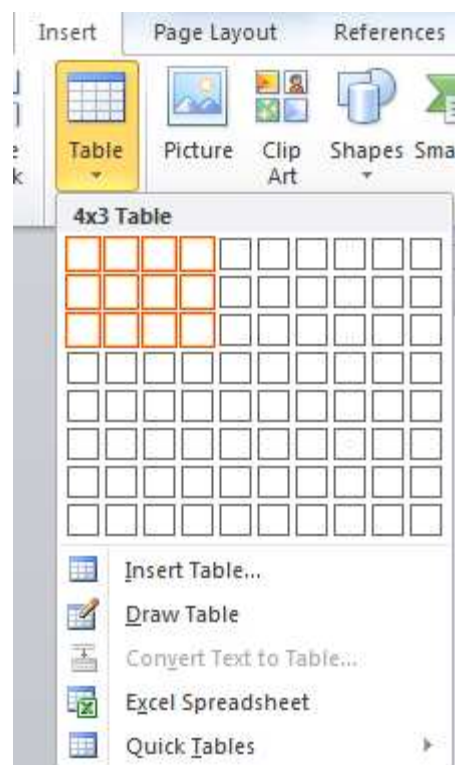 Insert Page Layout References
Table Picture Clip Art Shapes
4x3 Table
Insert Table...
Draw Table
Convert Text to Table...
Excel Spreadsheet
Quick Tables